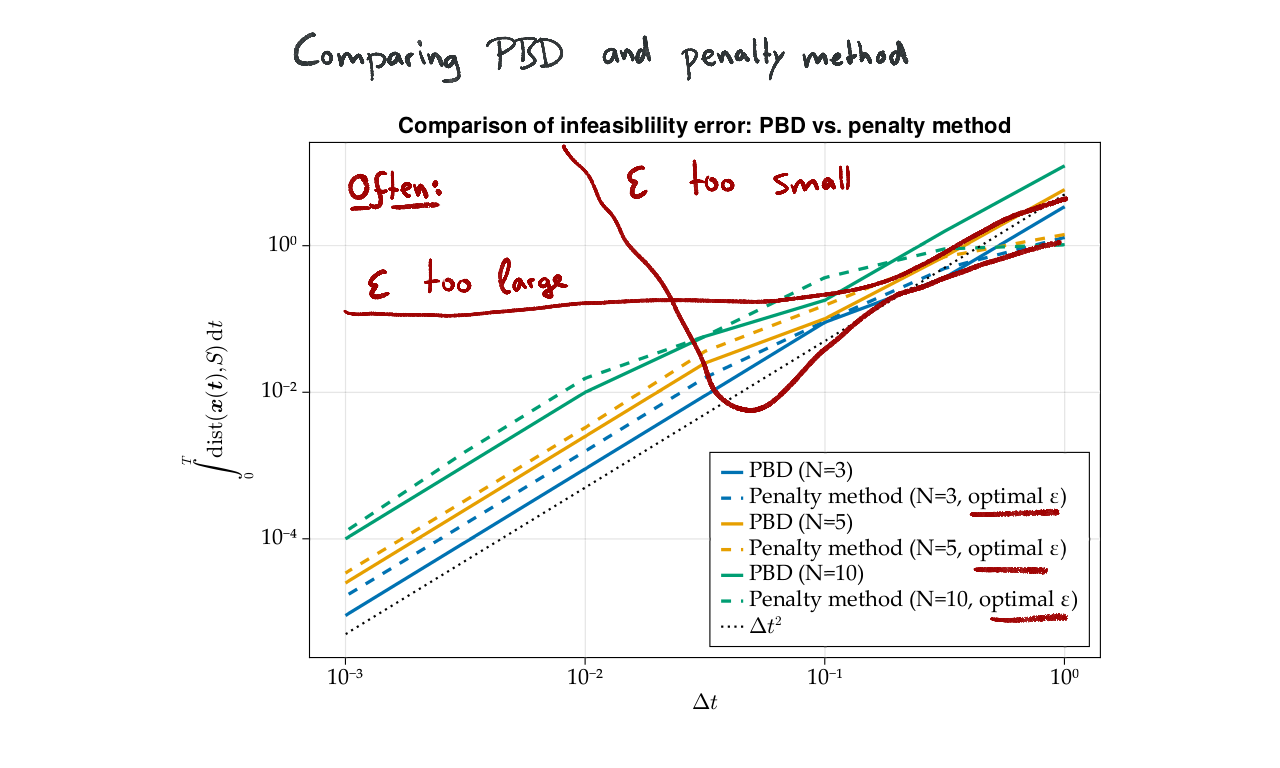 Comparing PBD and penalty method
Comparison of infeasiblility error: PBD vs. penalty method
Often:
ε too small
ε too large
10⁰
10⁻²
10⁻⁴
∫₀ᵀ dist(x(t), S) dt
PBD (N=3)
Penalty method (N=3, optimal ε)
PBD (N=5)
Penalty method (N=5, optimal ε)
PBD (N=10)
Penalty method (N=10, optimal ε)
Δt²
10⁻³ 10⁻² 10⁻¹ 10⁰
Δt